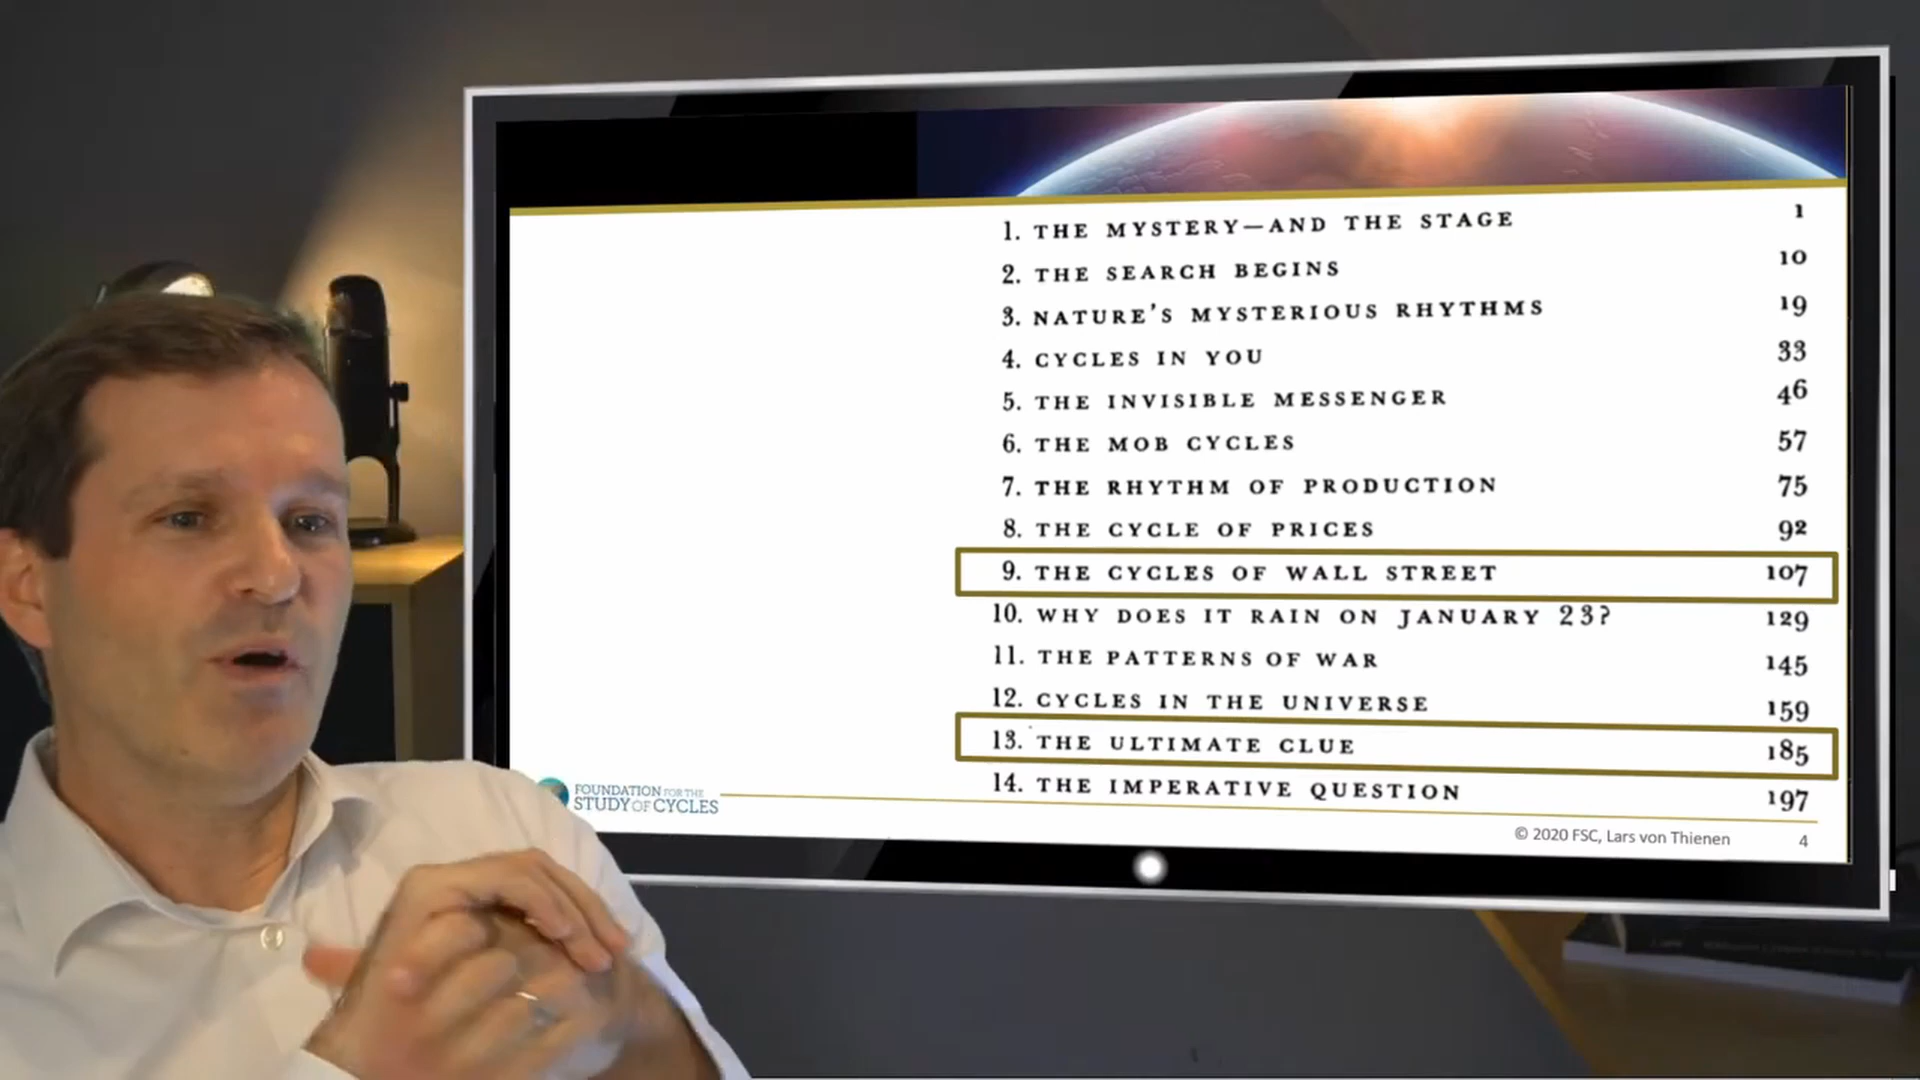 1. THE MYSTERY—AND THE STAGE 1
2. THE SEARCH BEGINS 10
3. NATURE'S MYSTERIOUS RHYTHMS 19
4. CYCLES IN YOU 33
5. THE INVISIBLE MESSENGER 46
6. THE MOB CYCLES 57
7. THE RHYTHM OF PRODUCTION 75
8. THE CYCLE OF PRICES 92
9. THE CYCLES OF WALL STREET 107
10. WHY DOES IT RAIN ON JANUARY 23? 129
11. THE PATTERNS OF WAR 145
12. CYCLES IN THE UNIVERSE 159
13. THE ULTIMATE CLUE 185
14. THE IMPERATIVE QUESTION 197
FOUNDATION FOR THE
STUDY OF CYCLES
© 2020 FSC, Lars von Thienen 4